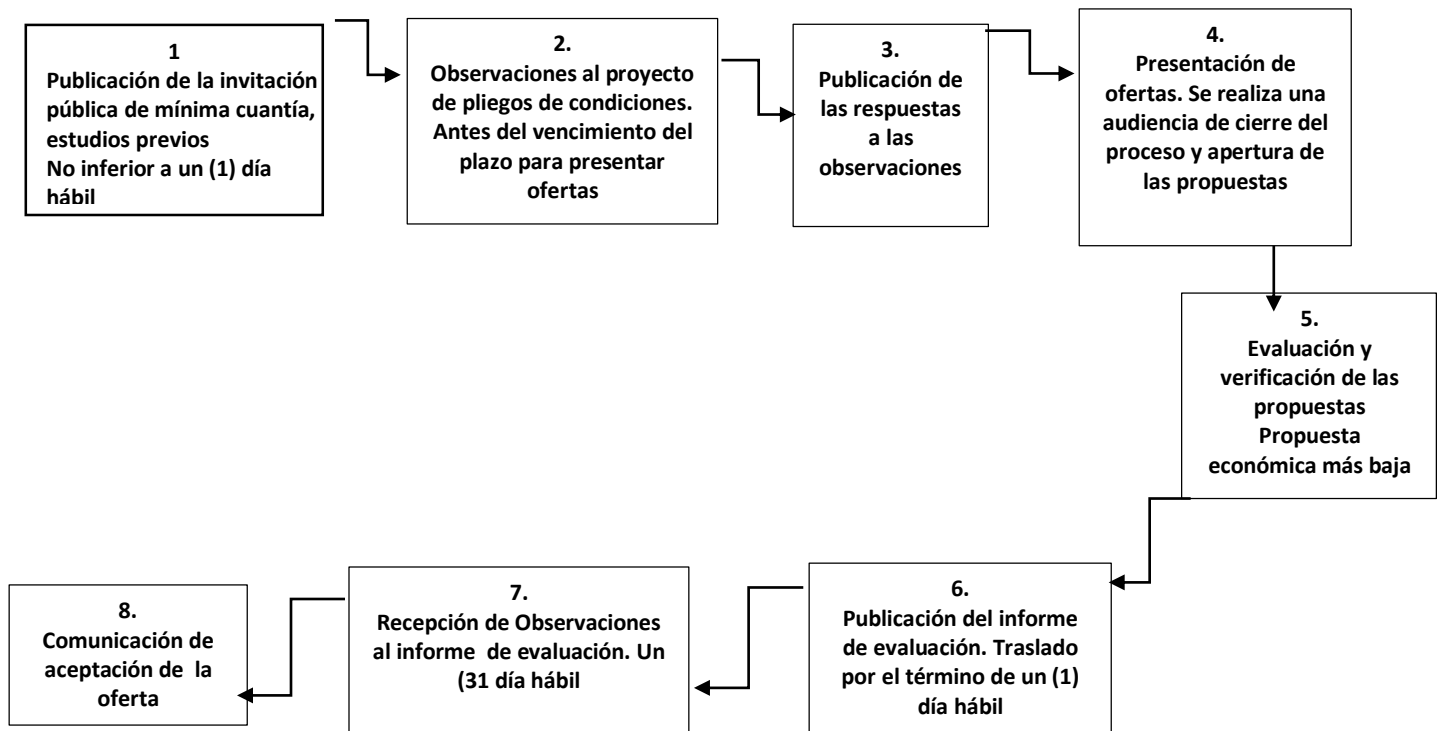 1
Publicación de la invitación
pública de mínima cuantía,
estudios previos
No inferior a un (1) día
hábil
2.
Observaciones al proyecto
de pliegos de condiciones.
Antes del vencimiento del
plazo para presentar
ofertas
3.
Publicación de
las respuestas
a las
observaciones
4.
Presentación de
ofertas. Se realiza una
audiencia de cierre del
proceso y apertura de
las propuestas
5.
Evaluación y
verificación de las
propuestas
Propuesta
económica más baja
6.
Publicación del informe
de evaluación. Traslado
por el término de un (1)
día hábil
7.
Recepción de Observaciones
al informe  de evaluación. Un
(31 día hábil
8.
Comunicación de
aceptación de  la
oferta